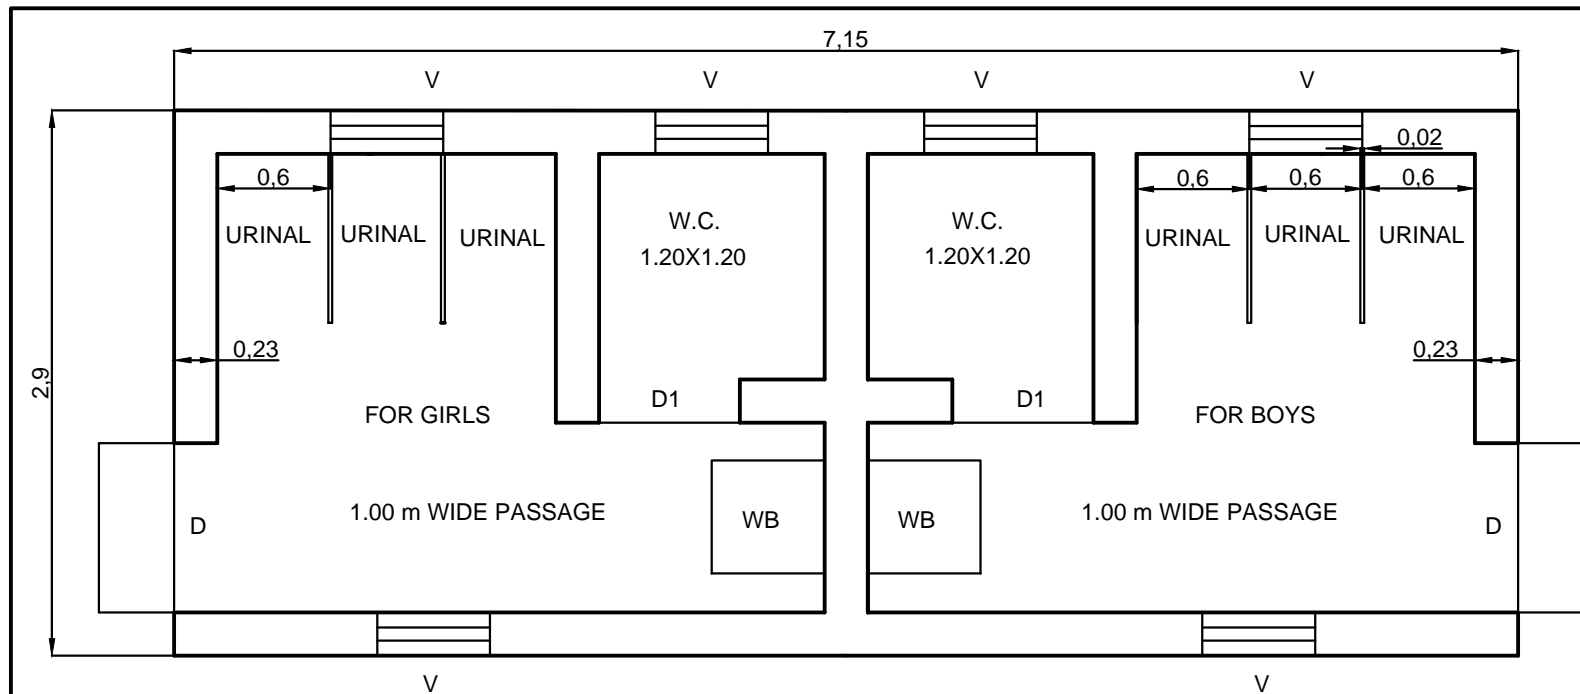 7,15
V V V V
0,02
0,6 0,6 0,6 0,6
URINAL URINAL URINAL W.C. W.C. URINAL URINAL URINAL
1.20X1.20 1.20X1.20
0,23 0,23
2,9
D1 D1
FOR GIRLS FOR BOYS
1.00 m WIDE PASSAGE WB WB 1.00 m WIDE PASSAGE
D D
V V